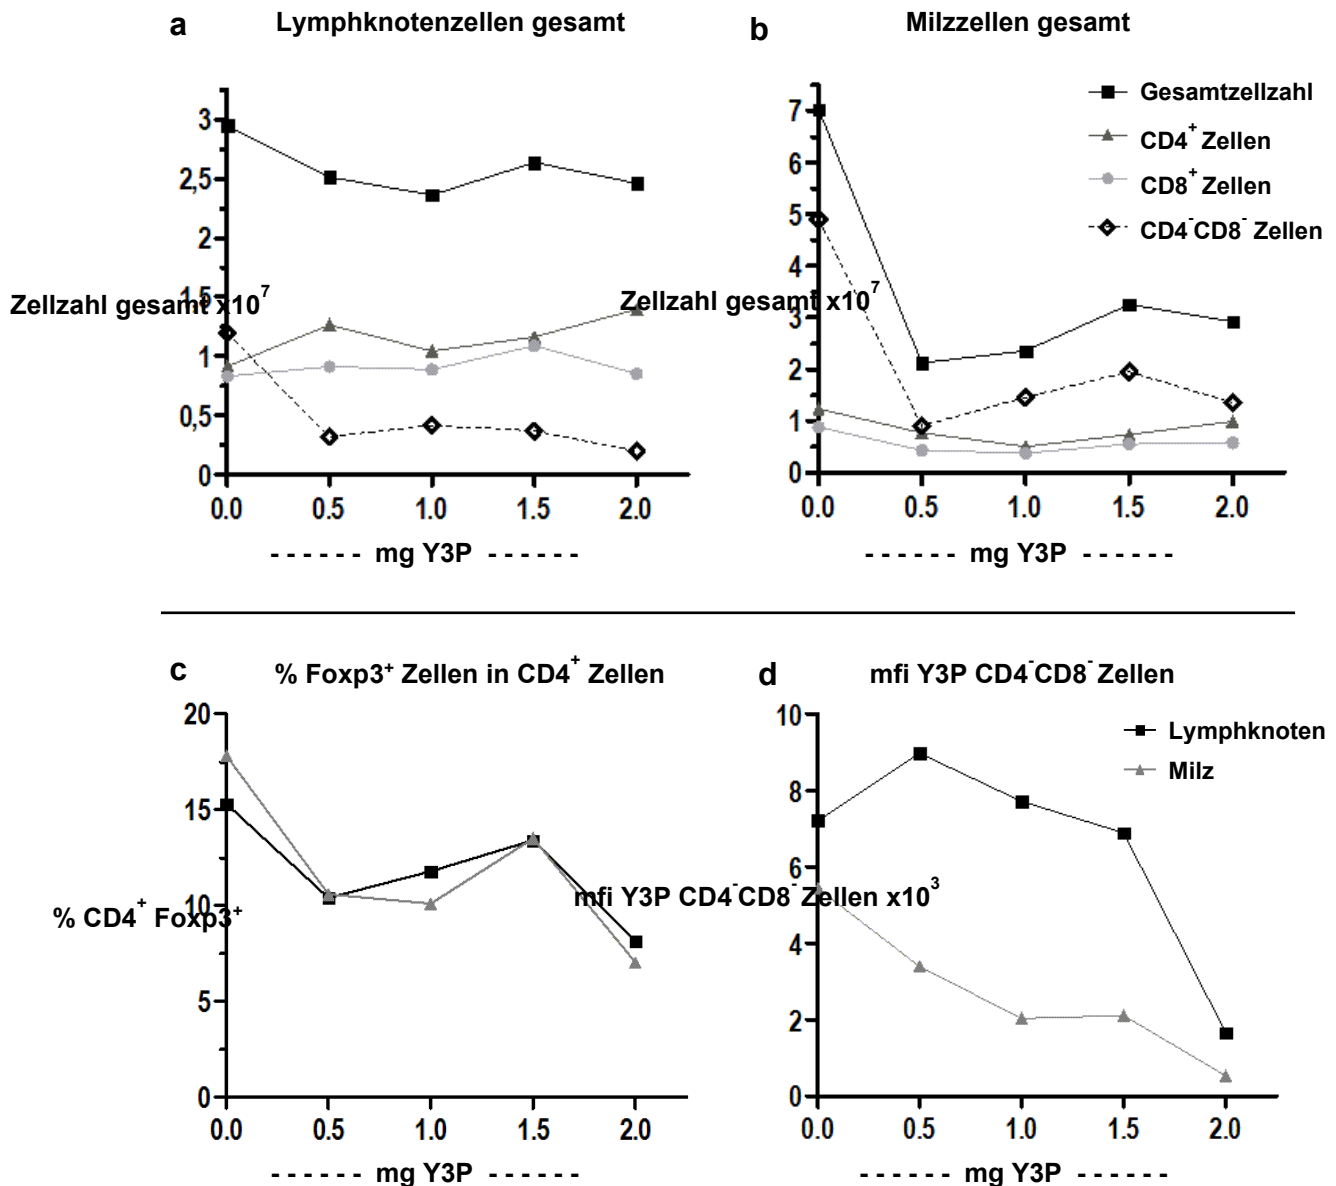 a Lymphknotenzellen gesamt
b Milzzellen gesamt
3
2,5
2
1,5
1
0,5
0
Zellzahl gesamt x10⁷
0.0 0.5 1.0 1.5 2.0
- - - - - - mg Y3P - - - - - -
7
6
5
4
3
2
1
0
Zellzahl gesamt x10⁷
0.0 0.5 1.0 1.5 2.0
- - - - - - mg Y3P - - - - - -
Gesamtzellzahl
CD4⁺ Zellen
CD8⁺ Zellen
CD4⁻CD8⁻ Zellen
c % Foxp3⁺ Zellen in CD4⁺ Zellen
20
15
10
5
0
% CD4⁺ Foxp3⁺
0.0 0.5 1.0 1.5 2.0
- - - - - - mg Y3P - - - - - -
d mfi Y3P CD4⁻CD8⁻ Zellen
10
8
6
4
2
0
mfi Y3P CD4⁻CD8⁻ Zellen x10³
0.0 0.5 1.0 1.5 2.0
- - - - - - mg Y3P - - - - - -
Lymphknoten
Milz